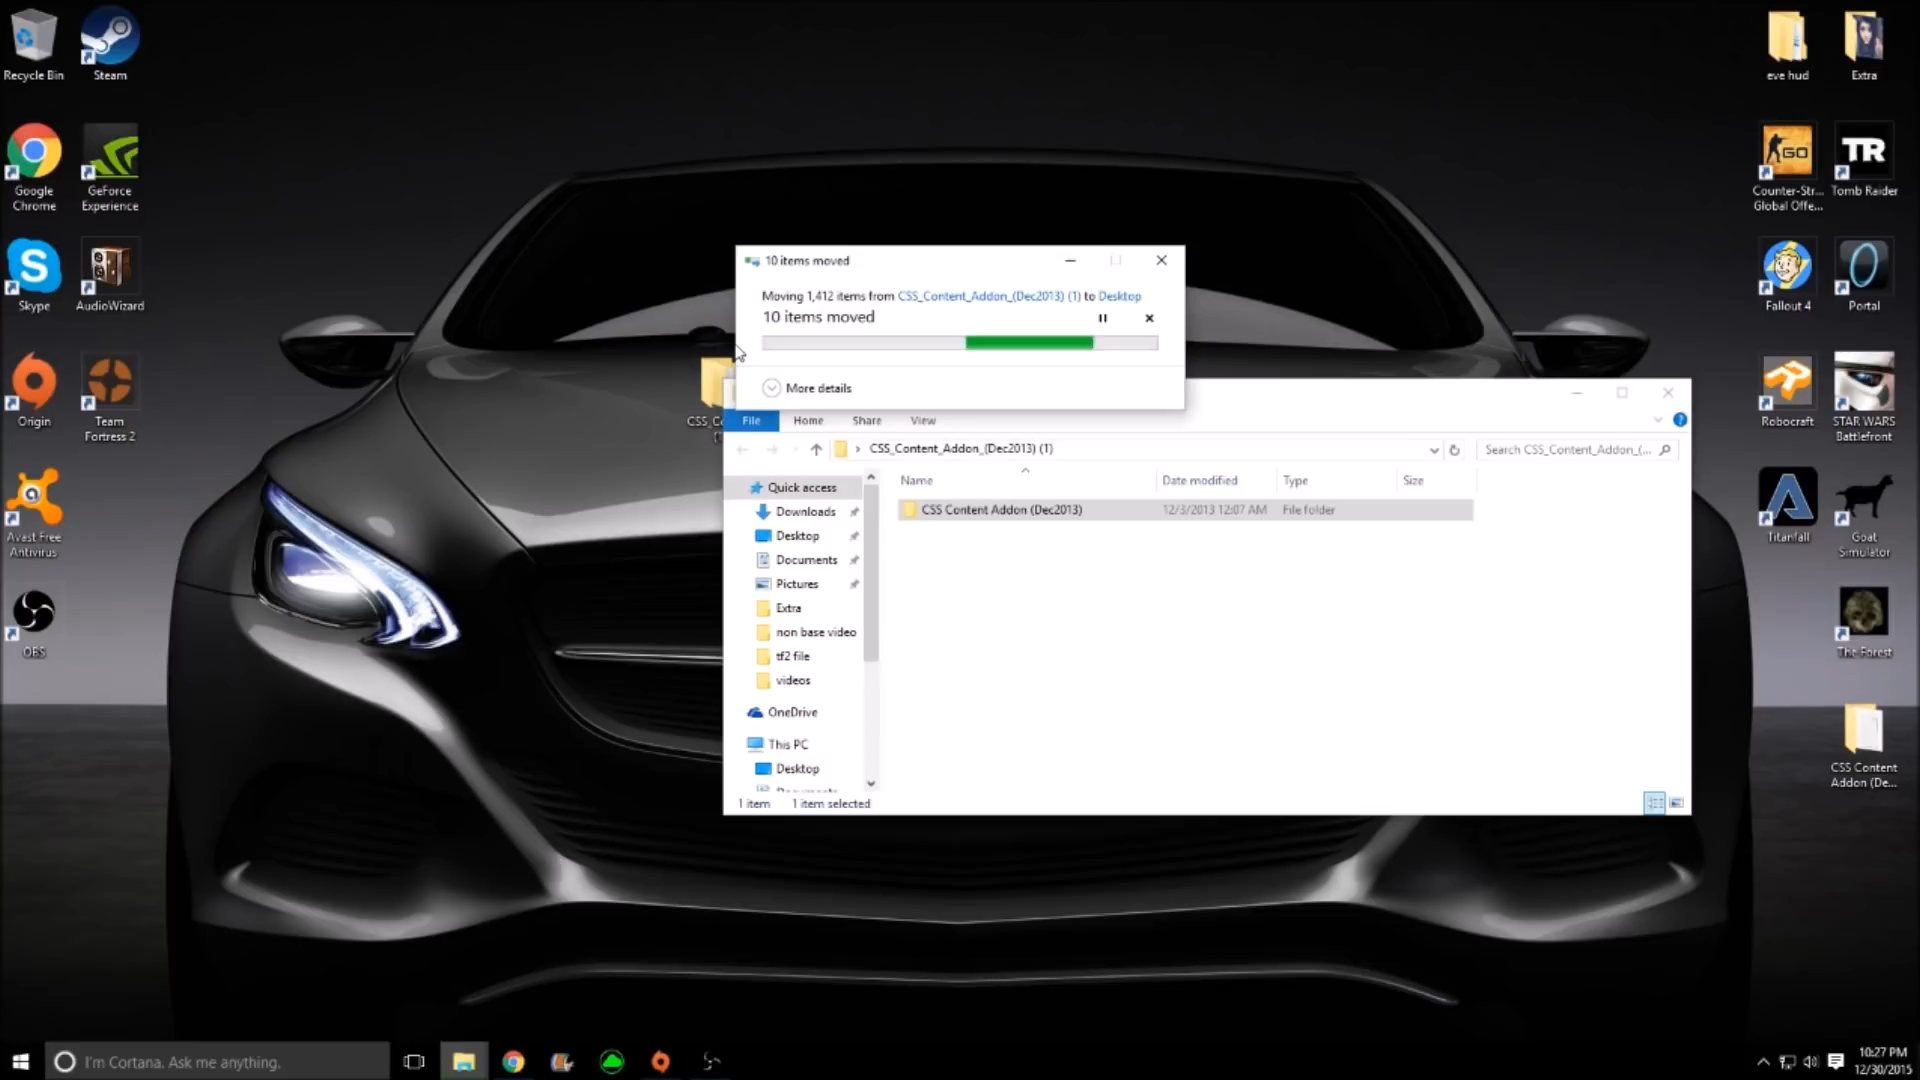 Recycle Bin
Steam
Google
Chrome
GeForce
Experience
Skype
AudioWizard
Origin
Team
Fortress 2
Avast Free
Antivirus
OBS
eve hud
Extra
GO
Counter-Str...
Global Offe...
TR
Tomb Raider
Fallout 4
Portal
Robocraft
STAR WARS
Battlefront
Titanfall
Goat
Simulator
The Forest
CSS Content
Addon (De...
10 items moved
Moving 1,412 items from CSS_Content_Addon_(Dec2013) (1) to Desktop
10 items moved
More details
File
Home
Share
View
CSS_Content_Addon_(Dec2013) (1)
Search CSS_Content_Addon_(...
Name
Date modified
Type
Size
CSS Content Addon (Dec2013)
12/3/2013 12:07 AM
File folder
Quick access
Downloads
Desktop
Documents
Pictures
Extra
non base video
tf2 file
videos
OneDrive
This PC
Desktop
1 item
1 item selected
I'm Cortana. Ask me anything.
10:27 PM
12/30/2015